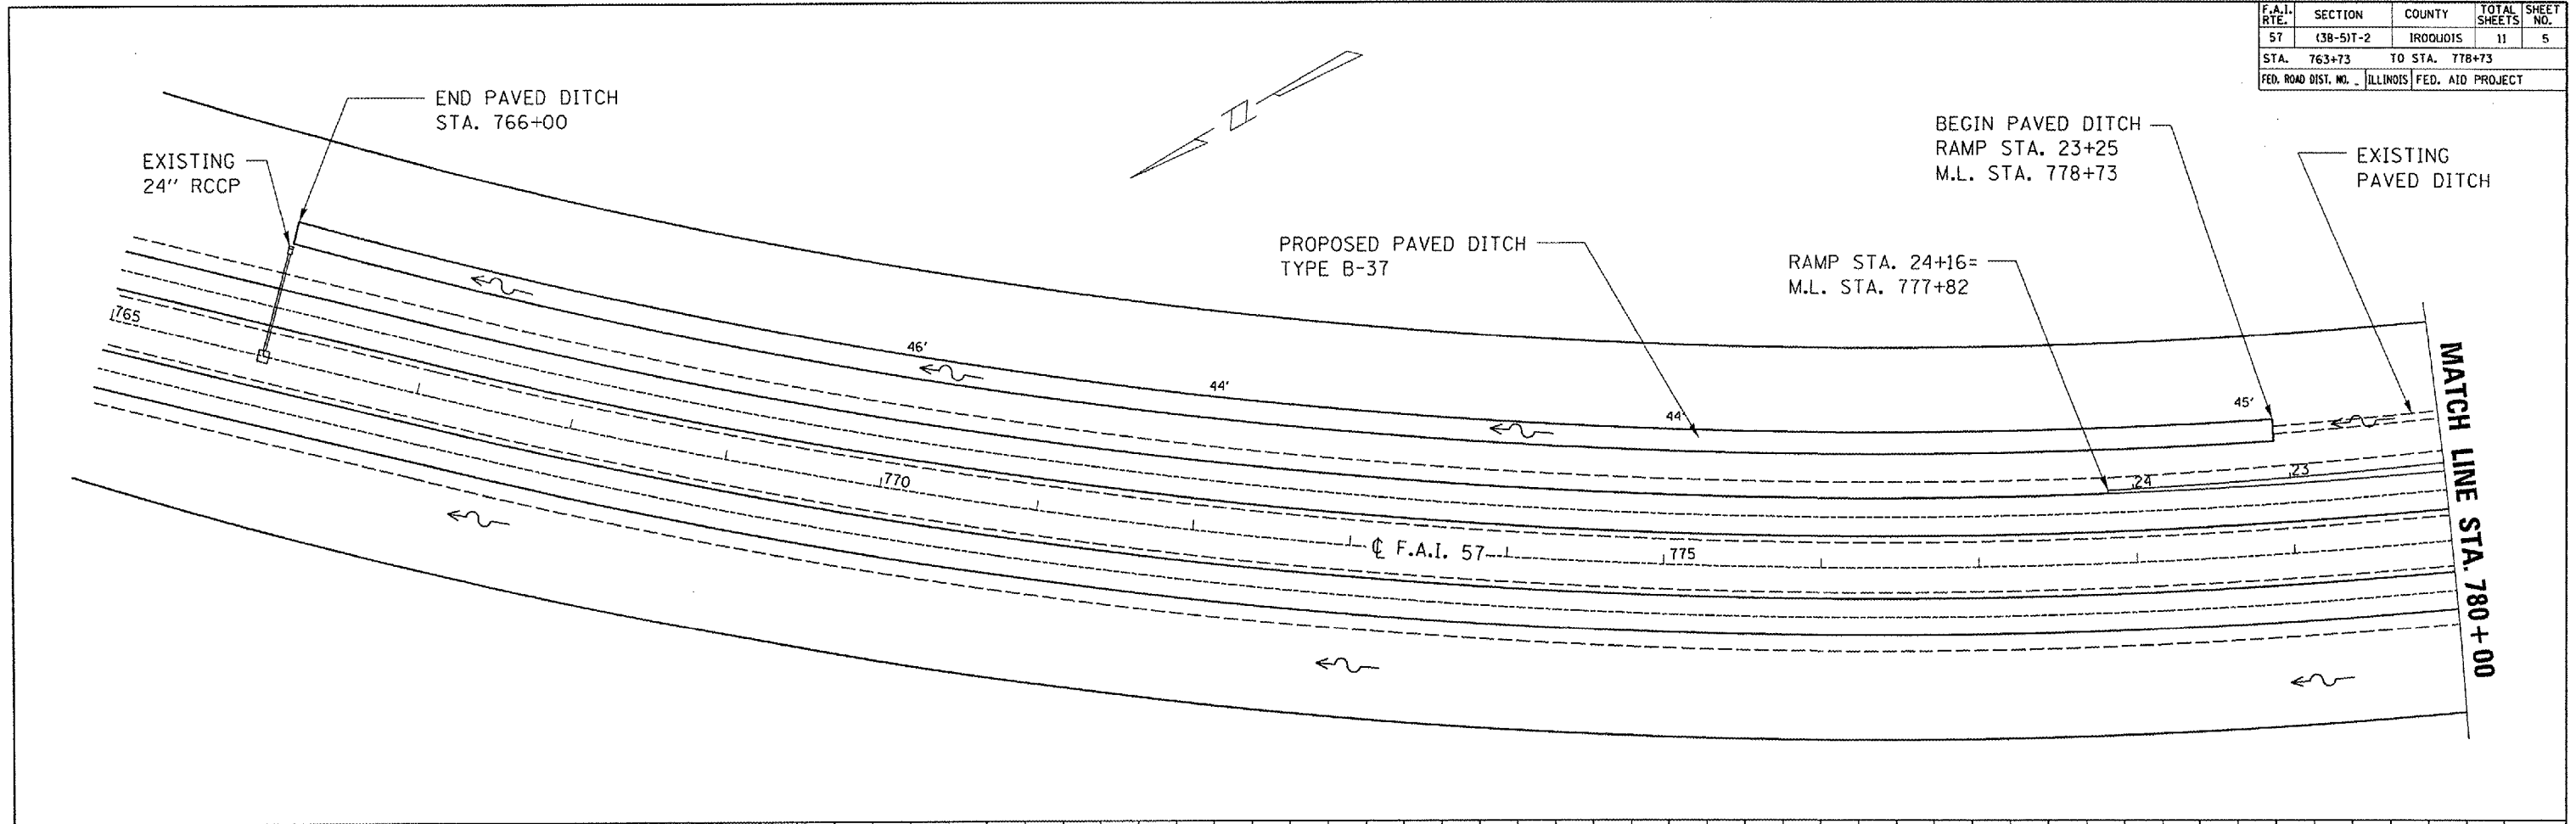 F.A.I. RTE. SECTION COUNTY TOTAL SHEETS SHEET NO.
57 (3B-5)T-2 IROQUOIS 11 5
STA. 763+73 TO STA. 778+73
FED. ROAD DIST. NO. _ ILLINOIS FED. AID PROJECT
END PAVED DITCH
STA. 766+00
EXISTING
24" RCCP
N
BEGIN PAVED DITCH
RAMP STA. 23+25
M.L. STA. 778+73
EXISTING
PAVED DITCH
PROPOSED PAVED DITCH
TYPE B-37
RAMP STA. 24+16=
M.L. STA. 777+82
765
46'
44'
44'
45'
770
24
23
℄ F.A.I. 57
775
MATCH LINE STA. 780+00